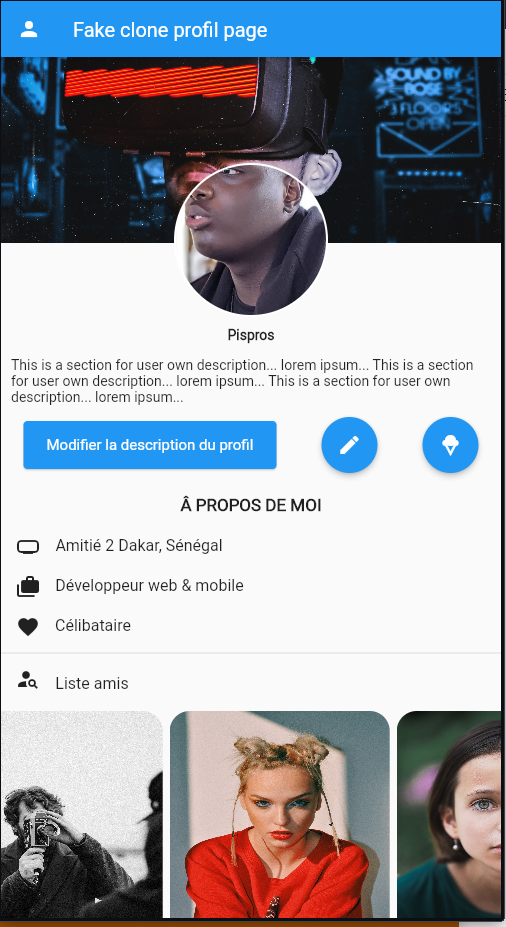 Fake clone profil page
SOUND BY
BOSE
3 FLOORS
OPEN
Pispros
This is a section for user own description... lorem ipsum... This is a section
for user own description... lorem ipsum... This is a section for user own
description... lorem ipsum...
Modifier la description du profil
Â PROPOS DE MOI
Amitié 2 Dakar, Sénégal
Développeur web & mobile
Célibataire
Liste amis